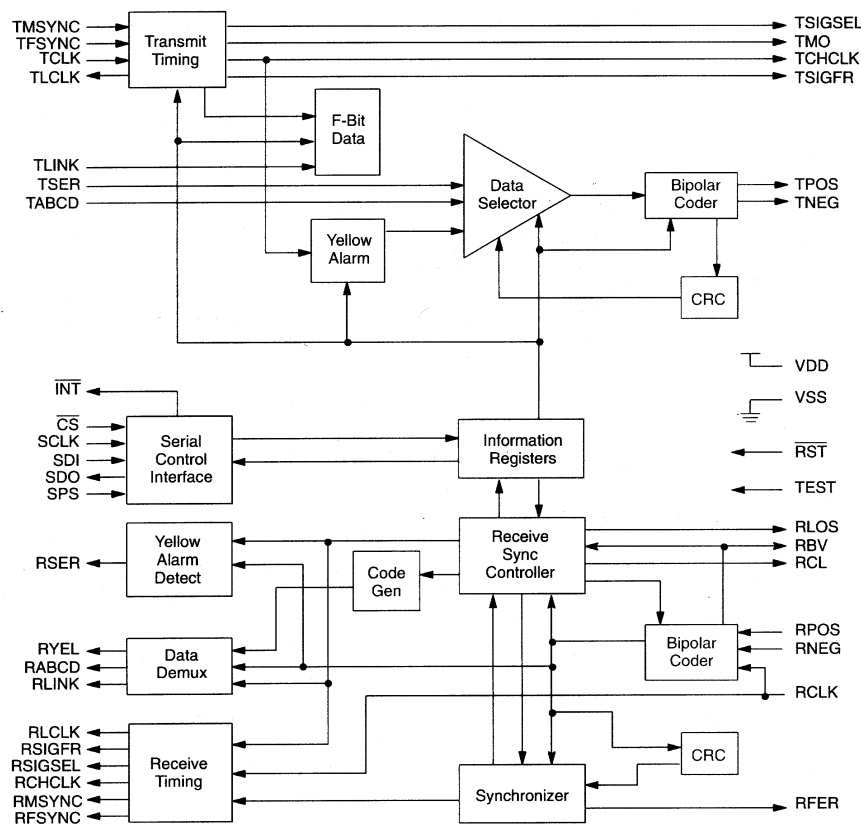 TMSYNC
TFSYNC
TCLK
TLCLK
Transmit
Timing
TSIGSEL
TMO
TCHCLK
TSIGFR
F-Bit
Data
TLINK
TSER
TABCD
Data
Selector
Bipolar
Coder
TPOS
TNEG
Yellow
Alarm
CRC
VDD
VSS
RST
TEST
INT
CS
SCLK
SDI
SDO
SPS
Serial
Control
Interface
Information
Registers
RSER
Yellow
Alarm
Detect
Code
Gen
Receive
Sync
Controller
RLOS
RBV
RCL
RYEL
RABCD
RLINK
Data
Demux
Bipolar
Coder
RPOS
RNEG
RCLK
RLCLK
RSIGFR
RSIGSEL
RCHCLK
RMSYNC
RFSYNC
Receive
Timing
Synchronizer
CRC
RFER